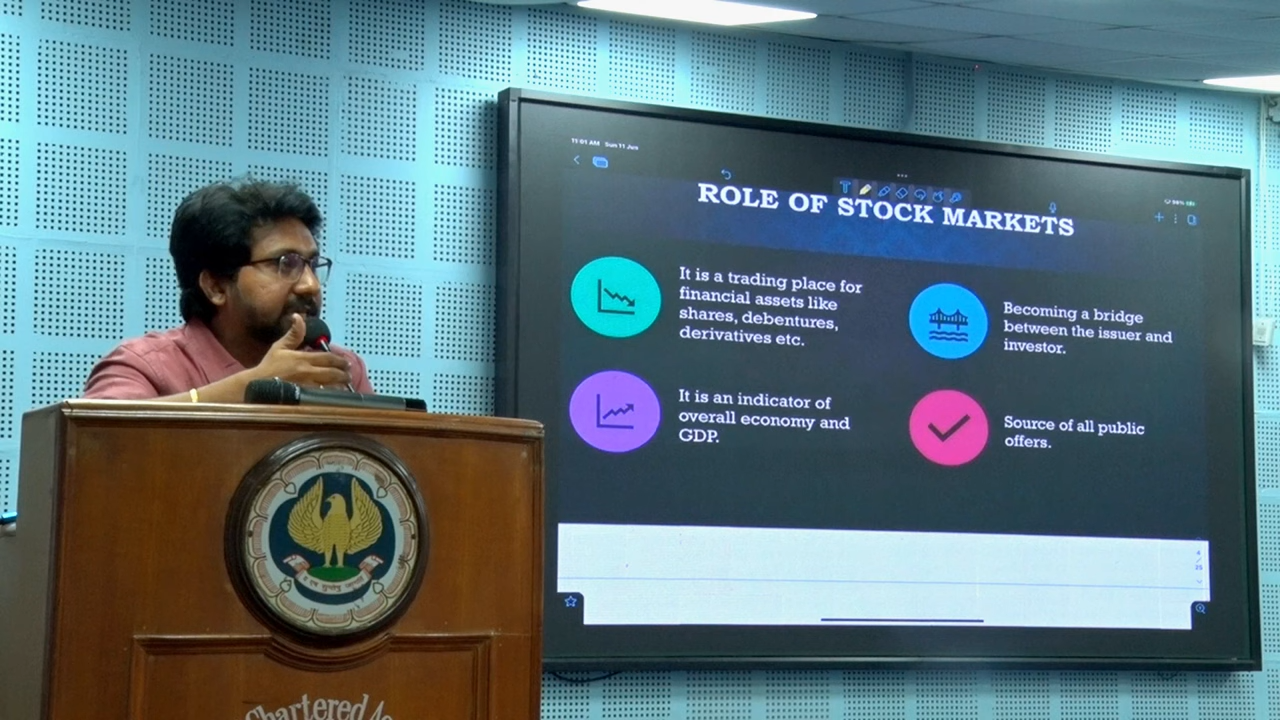 11:01 AM Sun 11 Jun
ROLE OF STOCK MARKETS
It is a trading place for
financial assets like
shares, debentures,
derivatives etc.
Becoming a bridge
between the issuer and
investor.
It is an indicator of
overall economy and
GDP.
Source of all public
offers.
4
25
Chartered